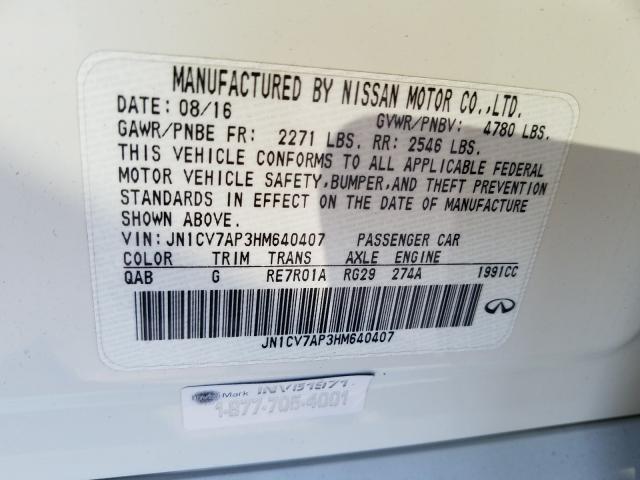 MANUFACTURED BY NISSAN MOTOR CO.,LTD.
DATE: 08/16 GVWR/PNBV: 4780 LBS.
GAWR/PNBE FR: 2271 LBS. RR: 2546 LBS.
THIS VEHICLE CONFORMS TO ALL APPLICABLE FEDERAL
MOTOR VEHICLE SAFETY,BUMPER,AND THEFT PREVENTION
STANDARDS IN EFFECT ON THE DATE OF MANUFACTURE
SHOWN ABOVE.
VIN: JN1CV7AP3HM640407 PASSENGER CAR
COLOR TRIM TRANS AXLE ENGINE
QAB G RE7R01A RG29 274A 1991CC
JN1CV7AP3HM640407
Mark INVB1971
1-877-705-4001